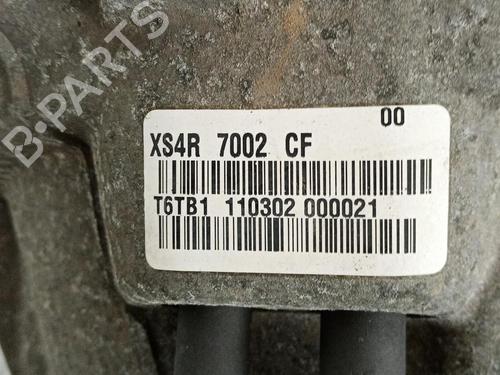 B-PARTS
00
XS4R 7002 CF
T6TB1 110302 000021